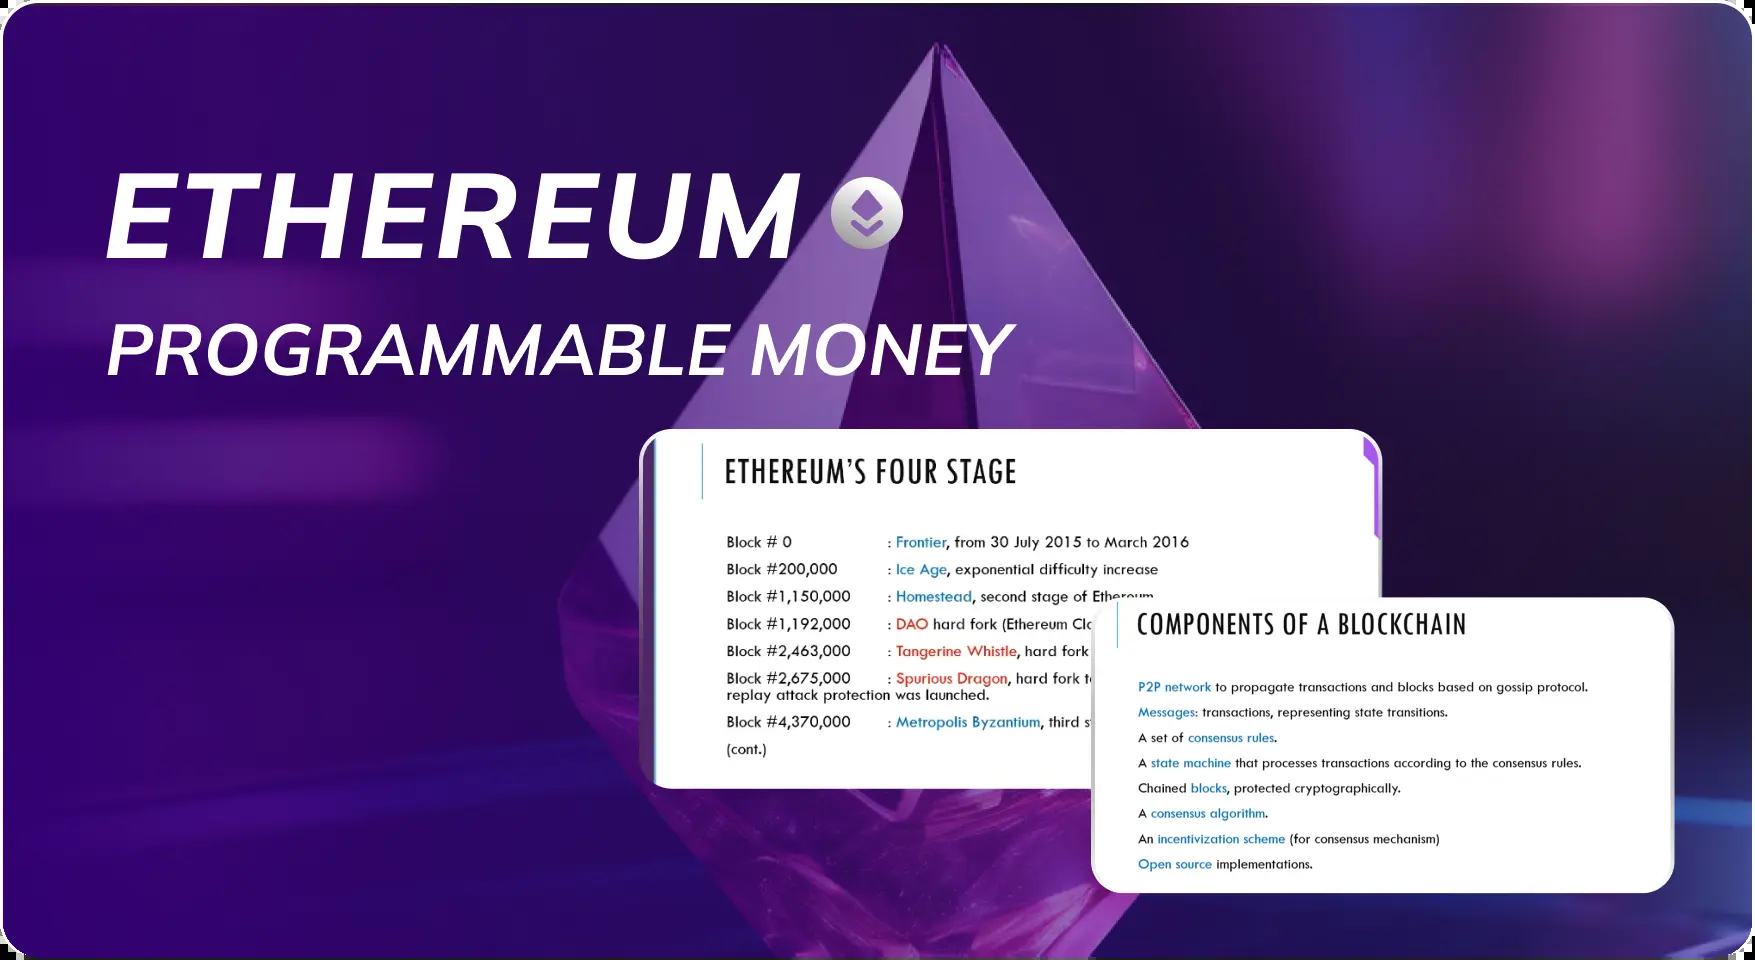 ETHEREUM
PROGRAMMABLE MONEY
ETHEREUM'S FOUR STAGE
Block # 0 : Frontier, from 30 July 2015 to March 2016
Block #200,000 : Ice Age, exponential difficulty increase
Block #1,150,000 : Homestead, second stage of Ethereum
Block #1,192,000 : DAO hard fork (Ethereum
Block #2,463,000 : Tangerine Whistle, hard fork
Block #2,675,000 : Spurious Dragon, hard fork
replay attack protection was launched.
Block #4,370,000 : Metropolis Byzantium, third
(cont.)
COMPONENTS OF A BLOCKCHAIN
P2P network to propagate transactions and blocks based on gossip protocol.
Messages: transactions, representing state transitions.
A set of consensus rules.
A state machine that processes transactions according to the consensus rules.
Chained blocks, protected cryptographically.
A consensus algorithm.
An incentivization scheme (for consensus mechanism)
Open source implementations.